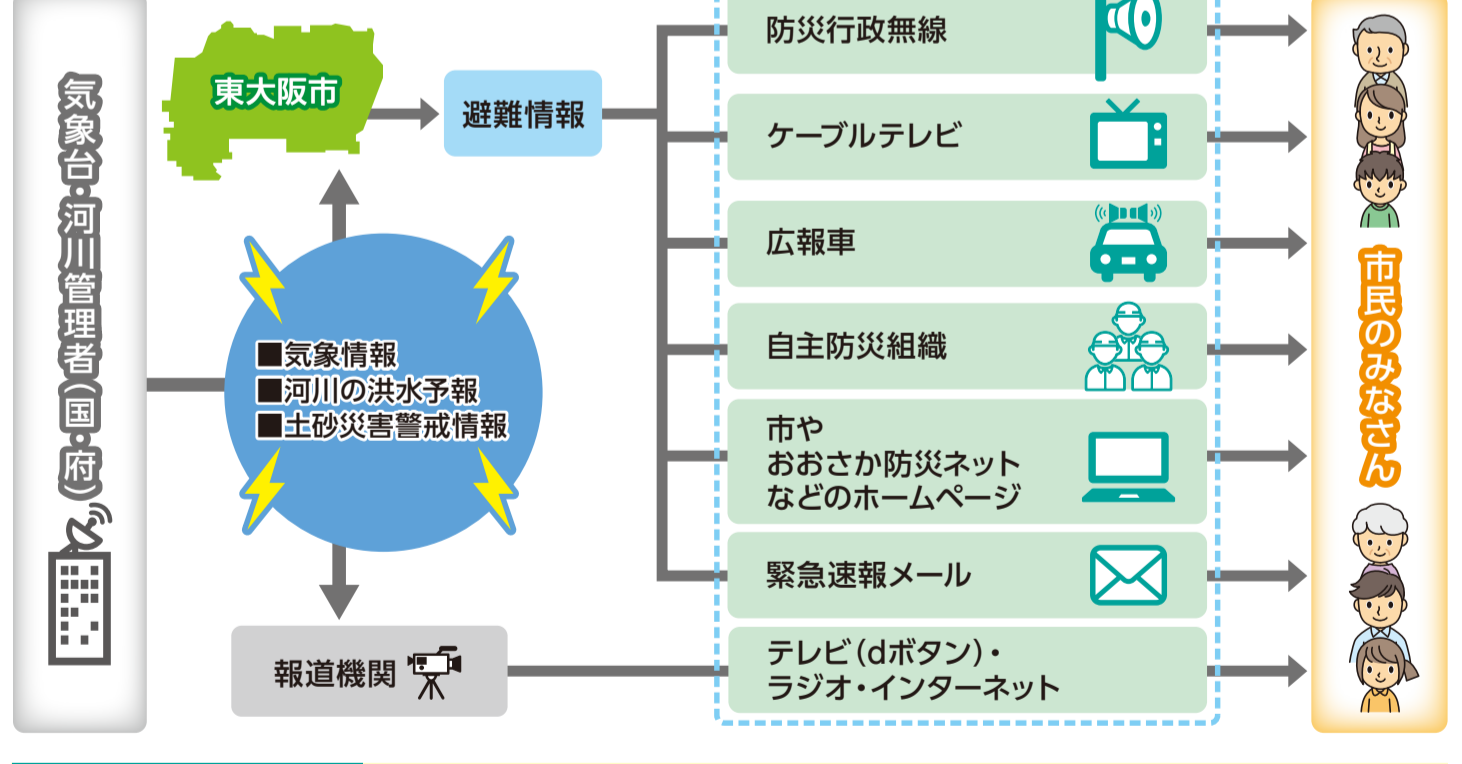 気象台・河川管理者(国・府)
東大阪市
避難情報
■気象情報
■河川の洪水予報
■土砂災害警戒情報
報道機関
防災行政無線
ケーブルテレビ
広報車
自主防災組織
市や
おおさか防災ネット
などのホームページ
緊急速報メール
テレビ(dボタン)・
ラジオ・インターネット
市民のみなさん